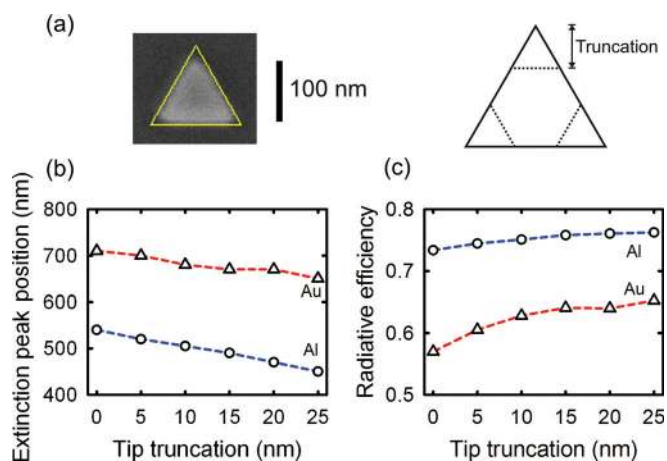 (a)
100 nm
Truncation
(b)
Extinction peak position (nm)
800
700
600
500
400
Au
Al
0 5 10 15 20 25
Tip truncation (nm)
(c)
Radiative efficiency
0.8
0.7
0.6
0.5
Al
Au
0 5 10 15 20 25
Tip truncation (nm)